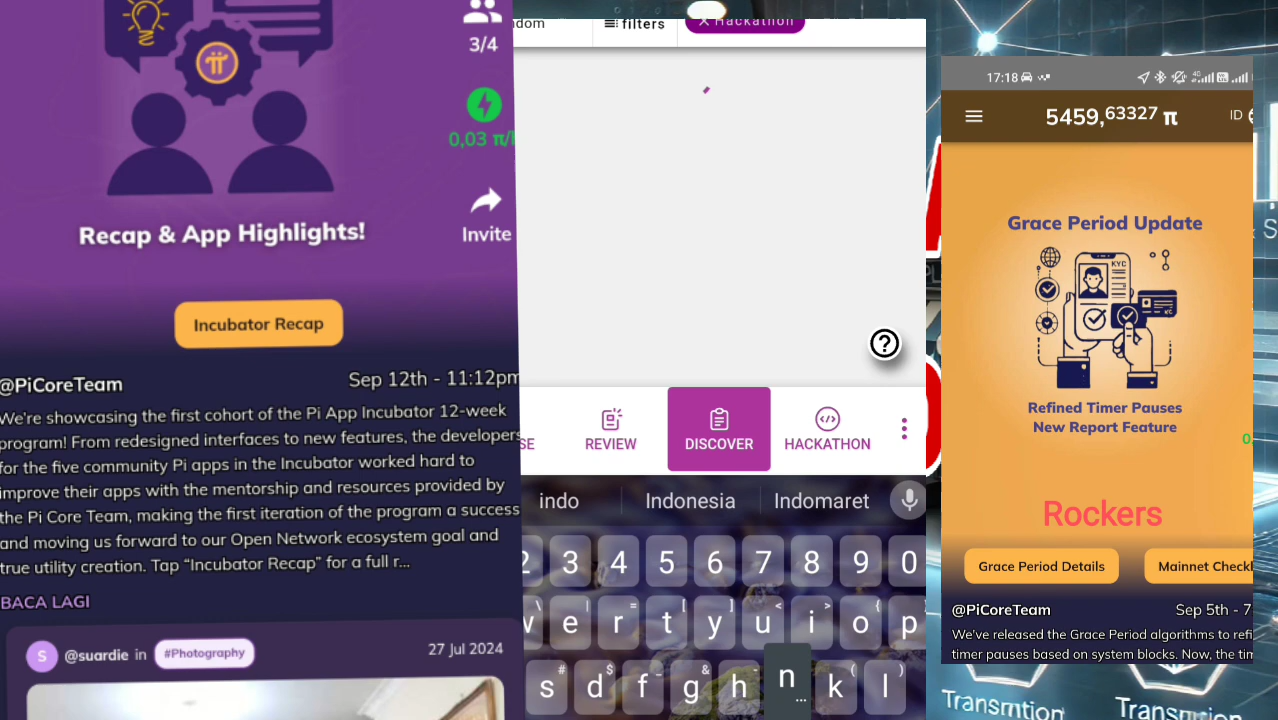 3/4
0,03 π/
Invite
Recap & App Highlights!
Incubator Recap
@PiCoreTeam
Sep 12th - 11:12pm
We're showcasing the first cohort of the Pi App Incubator 12-week
program! From redesigned interfaces to new features, the developers
for the five community Pi apps in the Incubator worked hard to
improve their apps with the mentorship and resources provided by
the Pi Core Team, making the first iteration of the program a success
and moving us forward to our Open Network ecosystem goal and
true utility creation. Tap “Incubator Recap” for a full r...
BACA LAGI
S @suardie in #Photography
27 Jul 2024
ndom
filters
× Hackathon
SE
REVIEW
DISCOVER
HACKATHON
indo
Indonesia
Indomaret
2 3 4 5 6 7 8 9 0
w \ e | r = t [ y ] u < i > o { p
s # d $ f _ g & h - n ... k ( l )
17:18
4G
5459,63327 π
ID
Grace Period Update
KYC
Refined Timer Pauses
New Report Feature
0
Rockers
Grace Period Details
Mainnet Checkl
@PiCoreTeam
Sep 5th - 7
We've released the Grace Period algorithms to refi
timer pauses based on system blocks. Now, the tim
& S
Transmtion
Transmtion